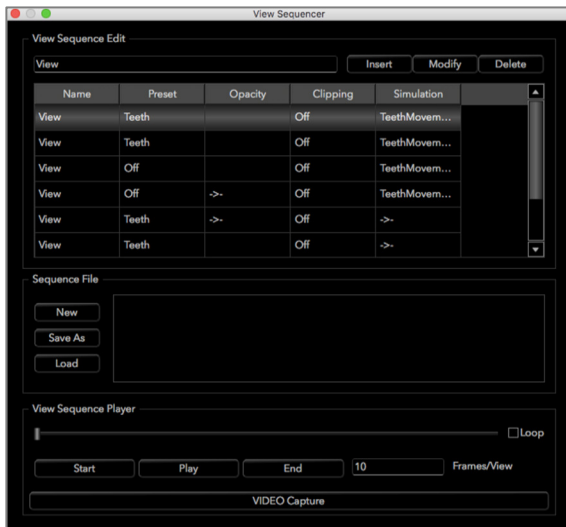 View Sequencer
View Sequence Edit
View Insert Modify Delete
Name Preset Opacity Clipping Simulation
View Teeth Off TeethMovem...
View Teeth Off TeethMovem...
View Off Off TeethMovem...
View Off ->- Off TeethMovem...
View Teeth ->- Off ->-
View Teeth Off ->-
Sequence File
New
Save As
Load
View Sequence Player
Loop
Start Play End 10 Frames/View
VIDEO Capture